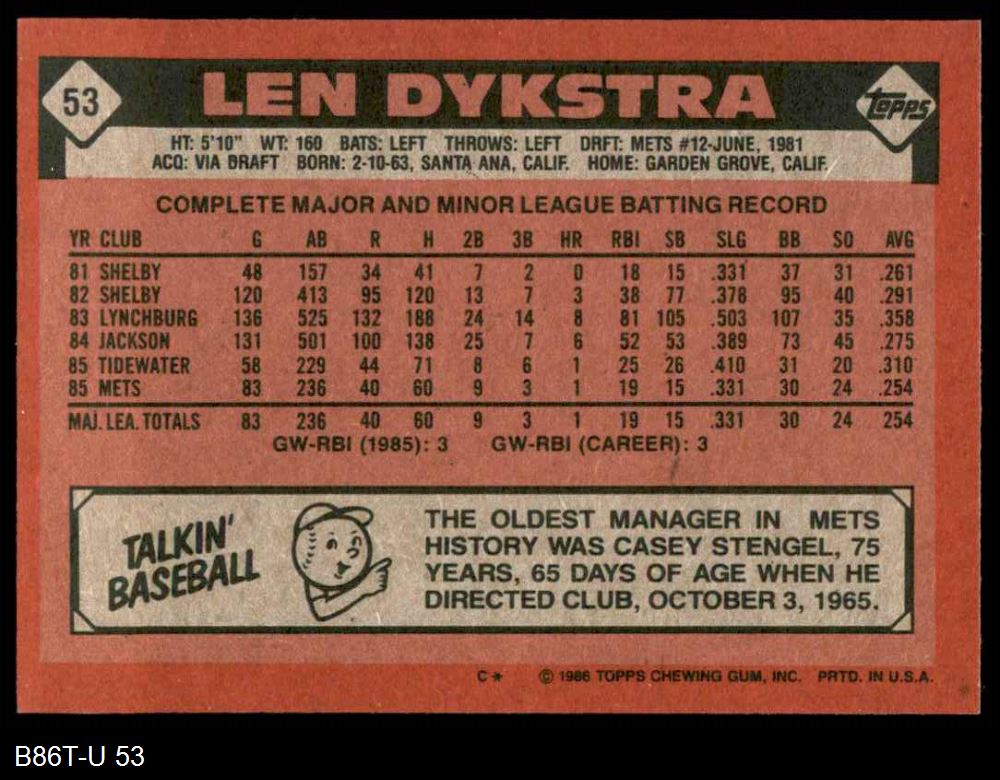 53 LEN DYKSTRA topps
HT: 5'10" WT: 160 BATS: LEFT THROWS: LEFT DRFT: METS #12-JUNE, 1981
ACQ: VIA DRAFT BORN: 2-10-63, SANTA ANA, CALIF. HOME: GARDEN GROVE, CALIF.
COMPLETE MAJOR AND MINOR LEAGUE BATTING RECORD
YR CLUB G AB R H 2B 3B HR RBI SB SLG BB SO AVG
81 SHELBY 48 157 34 41 7 2 0 18 15 .331 37 31 .261
82 SHELBY 120 413 95 120 13 7 3 38 77 .378 95 40 .291
83 LYNCHBURG 136 525 132 188 24 14 8 81 105 .503 107 35 .358
84 JACKSON 131 501 100 138 25 7 6 52 53 .389 73 45 .275
85 TIDEWATER 58 229 44 71 8 6 1 25 26 .410 31 20 .310
85 METS 83 236 40 60 9 3 1 19 15 .331 30 24 .254
MAJ. LEA. TOTALS 83 236 40 60 9 3 1 19 15 .331 30 24 254
GW-RBI (1985): 3 GW-RBI (CAREER): 3
TALKIN'
BASEBALL
THE OLDEST MANAGER IN METS
HISTORY WAS CASEY STENGEL, 75
YEARS, 65 DAYS OF AGE WHEN HE
DIRECTED CLUB, OCTOBER 3, 1965.
C* © 1986 TOPPS CHEWING GUM, INC. PRTD. IN U.S.A.
B86T-U 53